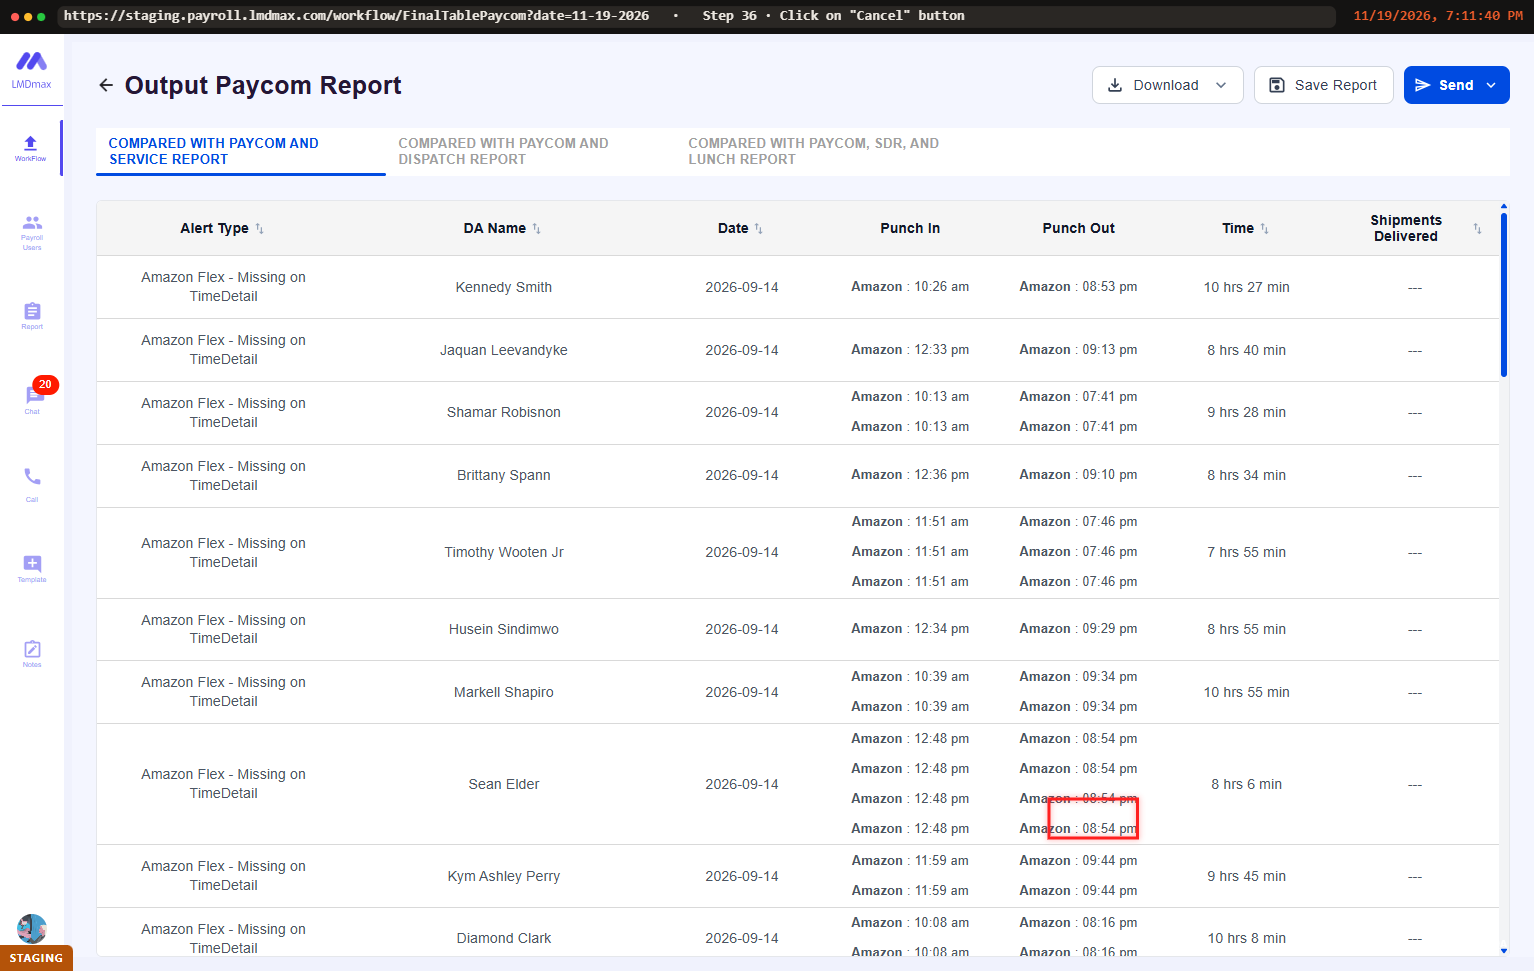 https://staging.payroll.lmdmax.com/workflow/FinalTablePaycom?date=11-19-2026 • Step 36 · Click on "Cancel" button
11/19/2026, 7:11:40 PM
LMDmax
WorkFlow
Payroll
Users
Report
20
Chat
Call
Template
Notes
STAGING
Output Paycom Report
Download
Save Report
Send
COMPARED WITH PAYCOM AND
SERVICE REPORT
COMPARED WITH PAYCOM AND
DISPATCH REPORT
COMPARED WITH PAYCOM, SDR, AND
LUNCH REPORT
Alert Type DA Name Date Punch In Punch Out Time Shipments
Delivered
Amazon Flex - Missing on
TimeDetail
Kennedy Smith
2026-09-14
Amazon : 10:26 am
Amazon : 08:53 pm
10 hrs 27 min
---
Amazon Flex - Missing on
TimeDetail
Jaquan Leevandyke
2026-09-14
Amazon : 12:33 pm
Amazon : 09:13 pm
8 hrs 40 min
---
Amazon Flex - Missing on
TimeDetail
Shamar Robisnon
2026-09-14
Amazon : 10:13 am
Amazon : 10:13 am
Amazon : 07:41 pm
Amazon : 07:41 pm
9 hrs 28 min
---
Amazon Flex - Missing on
TimeDetail
Brittany Spann
2026-09-14
Amazon : 12:36 pm
Amazon : 09:10 pm
8 hrs 34 min
---
Amazon Flex - Missing on
TimeDetail
Timothy Wooten Jr
2026-09-14
Amazon : 11:51 am
Amazon : 11:51 am
Amazon : 11:51 am
Amazon : 07:46 pm
Amazon : 07:46 pm
Amazon : 07:46 pm
7 hrs 55 min
---
Amazon Flex - Missing on
TimeDetail
Husein Sindimwo
2026-09-14
Amazon : 12:34 pm
Amazon : 09:29 pm
8 hrs 55 min
---
Amazon Flex - Missing on
TimeDetail
Markell Shapiro
2026-09-14
Amazon : 10:39 am
Amazon : 10:39 am
Amazon : 09:34 pm
Amazon : 09:34 pm
10 hrs 55 min
---
Amazon Flex - Missing on
TimeDetail
Sean Elder
2026-09-14
Amazon : 12:48 pm
Amazon : 12:48 pm
Amazon : 12:48 pm
Amazon : 12:48 pm
Amazon : 08:54 pm
Amazon : 08:54 pm
Amazon : 08:54 pm
Amazon : 08:54 pm
8 hrs 6 min
---
Amazon Flex - Missing on
TimeDetail
Kym Ashley Perry
2026-09-14
Amazon : 11:59 am
Amazon : 11:59 am
Amazon : 09:44 pm
Amazon : 09:44 pm
9 hrs 45 min
---
Amazon Flex - Missing on
TimeDetail
Diamond Clark
2026-09-14
Amazon : 10:08 am
Amazon : 10:08 am
Amazon : 08:16 pm
Amazon : 08:16 pm
10 hrs 8 min
---